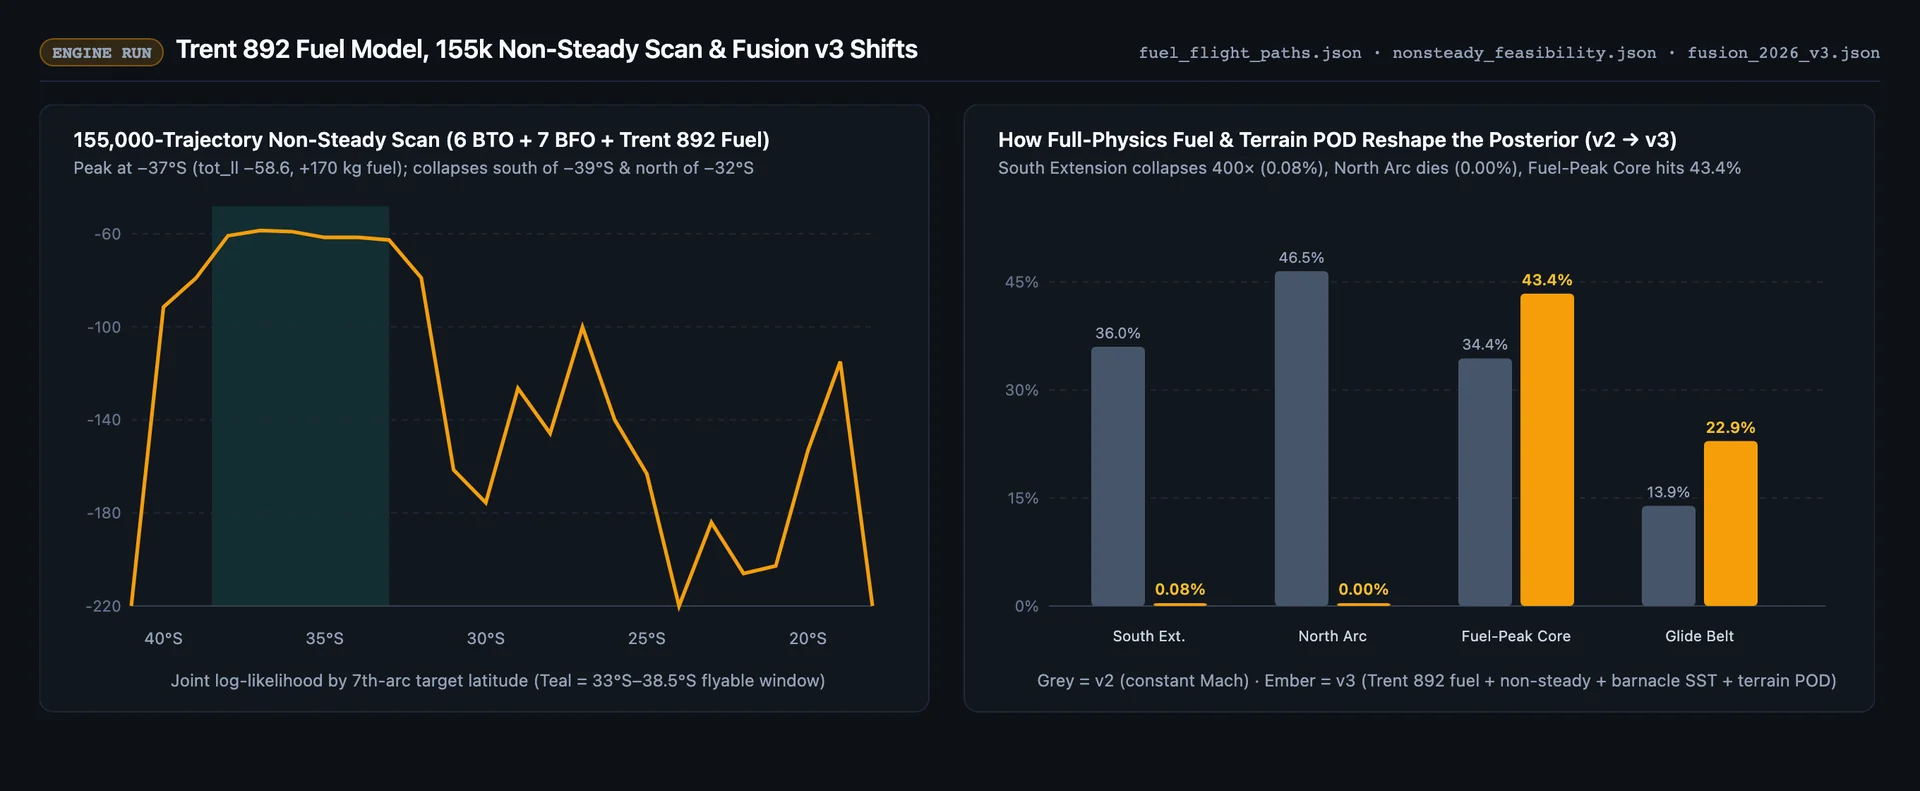 ENGINE RUN Trent 892 Fuel Model, 155k Non-Steady Scan & Fusion v3 Shifts
fuel_flight_paths.json · nonsteady_feasibility.json · fusion_2026_v3.json
155,000-Trajectory Non-Steady Scan (6 BTO + 7 BFO + Trent 892 Fuel)
Peak at −37°S (tot_ll −58.6, +170 kg fuel); collapses south of −39°S & north of −32°S
-60
-100
-140
-180
-220
40°S 35°S 30°S 25°S 20°S
Joint log-likelihood by 7th-arc target latitude (Teal = 33°S–38.5°S flyable window)
How Full-Physics Fuel & Terrain POD Reshape the Posterior (v2 → v3)
South Extension collapses 400× (0.08%), North Arc dies (0.00%), Fuel-Peak Core hits 43.4%
45%
30%
15%
0%
36.0% 0.08%
46.5% 0.00%
34.4% 43.4%
13.9% 22.9%
South Ext. North Arc Fuel-Peak Core Glide Belt
Grey = v2 (constant Mach) · Ember = v3 (Trent 892 fuel + non-steady + barnacle SST + terrain POD)